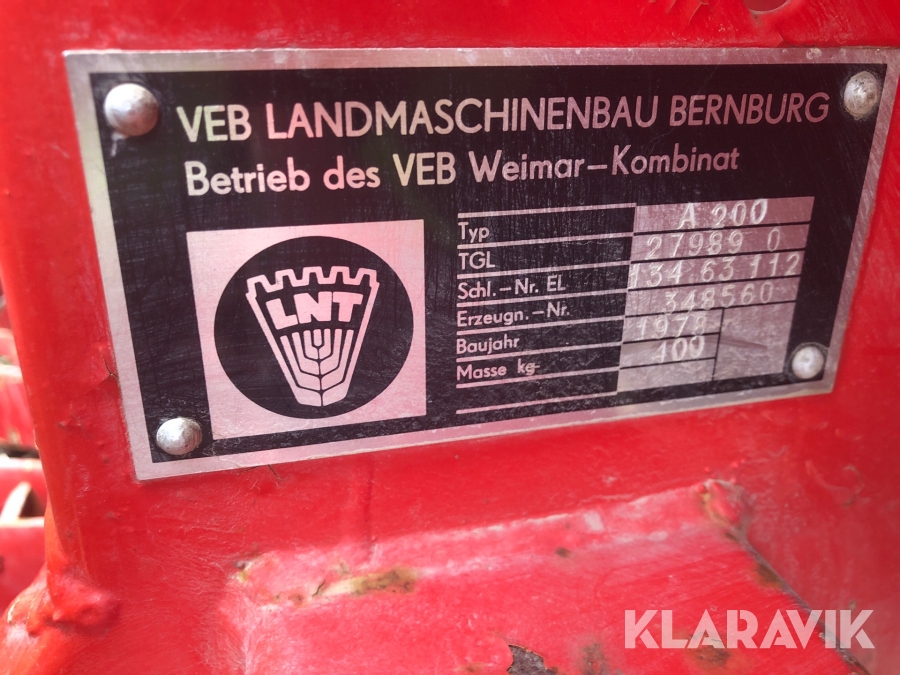 VEB LANDMASCHINENBAU BERNBURG
Betrieb des VEB Weimar-Kombinat
LNT
Typ A 200
TGL 27989 0
Schl.-Nr. EL 134 63 112
Erzeugn.-Nr. 348560
Baujahr 1978
Masse kg 100
KLARAVIK